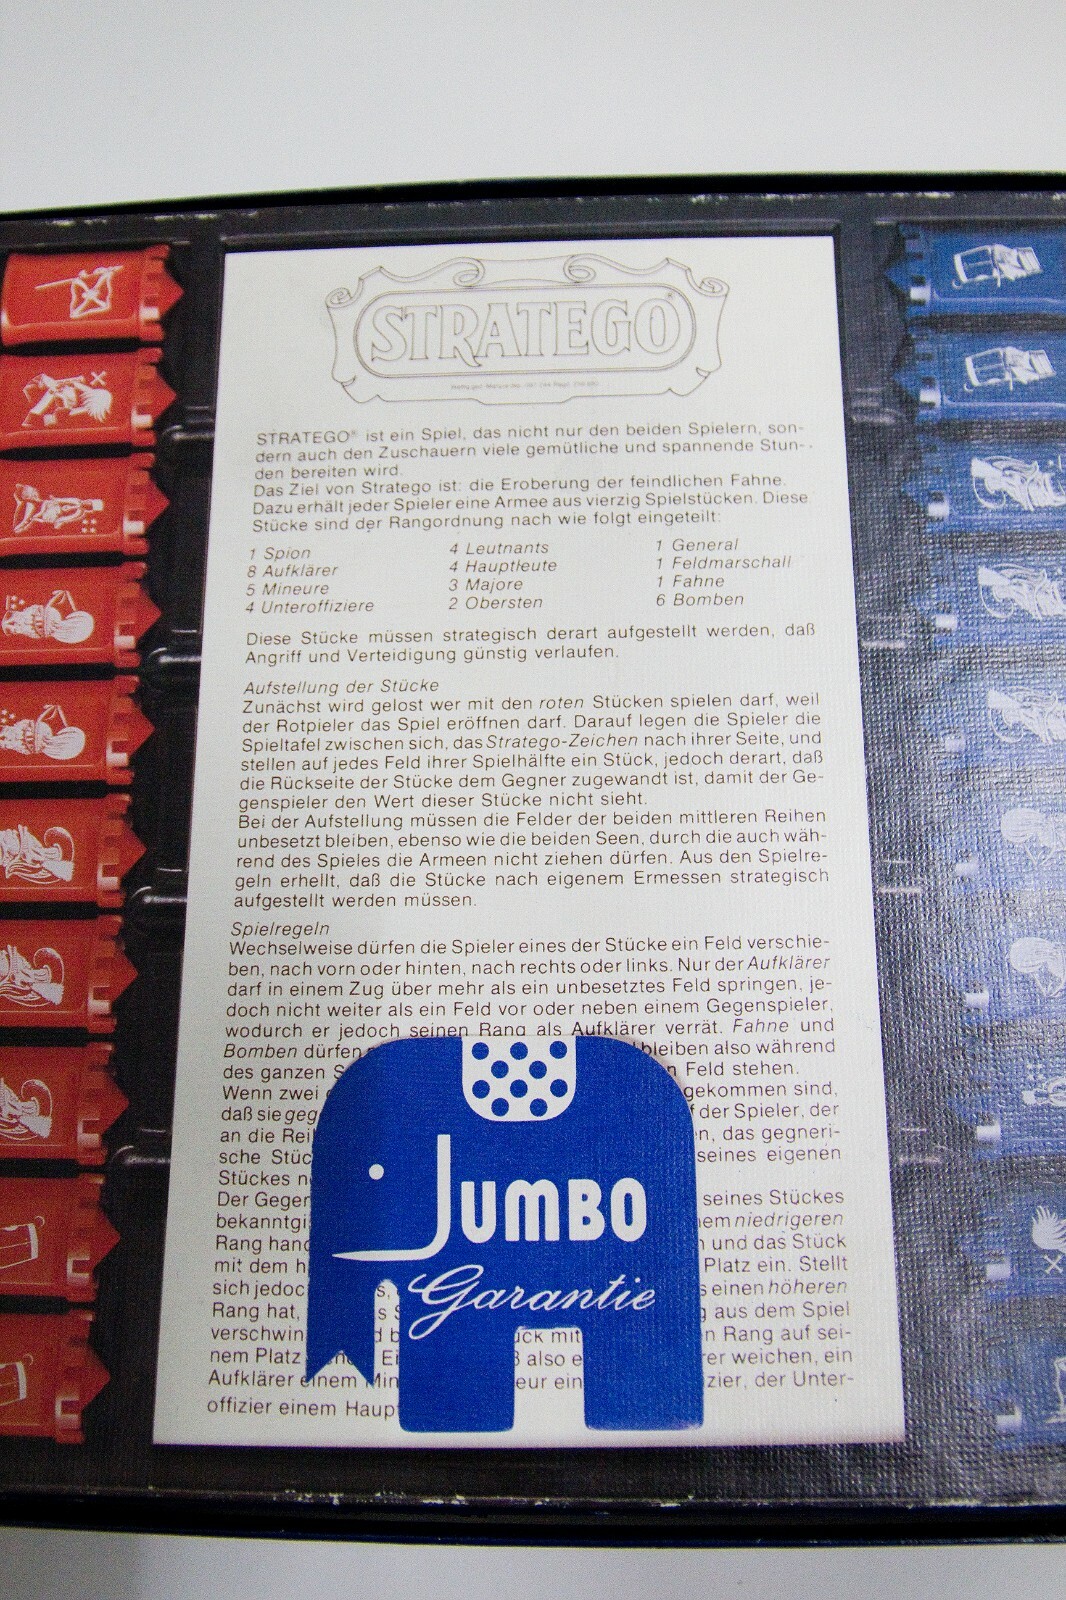 STRATEGO®
STRATEGO® ist ein Spiel, das nicht nur den beiden Spielern, son-
dern auch den Zuschauern viele gemütliche und spannende Stun-
den bereiten wird.
Das Ziel von Stratego ist: die Eroberung der feindlichen Fahne.
Dazu erhält jeder Spieler eine Armee aus vierzig Spielstücken. Diese
Stücke sind der Rangordnung nach wie folgt eingeteilt:
1 Spion 4 Leutnants 1 General
8 Aufklärer 4 Hauptleute 1 Feldmarschall
5 Mineure 3 Majore 1 Fahne
4 Unteroffiziere 2 Obersten 6 Bomben
Diese Stücke müssen strategisch derart aufgestellt werden, daß
Angriff und Verteidigung günstig verlaufen.
Aufstellung der Stücke
Zunächst wird gelost wer mit den roten Stücken spielen darf, weil
der Rotpieler das Spiel eröffnen darf. Darauf legen die Spieler die
Spieltafel zwischen sich, das Stratego-Zeichen nach ihrer Seite, und
stellen auf jedes Feld ihrer Spielhälfte ein Stück, jedoch derart, daß
die Rückseite der Stücke dem Gegner zugewandt ist, damit der Ge-
genspieler den Wert dieser Stücke nicht sieht.
Bei der Aufstellung müssen die Felder der beiden mittleren Reihen
unbesetzt bleiben, ebenso wie die beiden Seen, durch die auch wäh-
rend des Spieles die Armeen nicht ziehen dürfen. Aus den Spielre-
geln erhellt, daß die Stücke nach eigenem Ermessen strategisch
aufgestellt werden müssen.
Spielregeln
Wechselweise dürfen die Spieler eines der Stücke ein Feld verschie-
ben, nach vorn oder hinten, nach rechts oder links. Nur der Aufklärer
darf in einem Zug über mehr als ein unbesetztes Feld springen, je-
doch nicht weiter als ein Feld vor oder neben einem Gegenspieler,
wodurch er jedoch seinen Rang als Aufklärer verrät. Fahne und
Bomben dürfen bleiben also während
des ganzen Feld stehen.
Wenn zwei gekommen sind,
daß sie der Spieler, der
an die das gegneri-
sche seines eigenen
Stückes
Der seines Stückes
niedrigeren
Rang und das Stück
mit dem Platz ein. Stellt
sich einen höheren
Rang hat, aus dem Spiel
mit Rang auf sei-
nem Platz also weichen, ein
Aufklärer einem der Unter-
offizier einem
JUMBO
Garantie